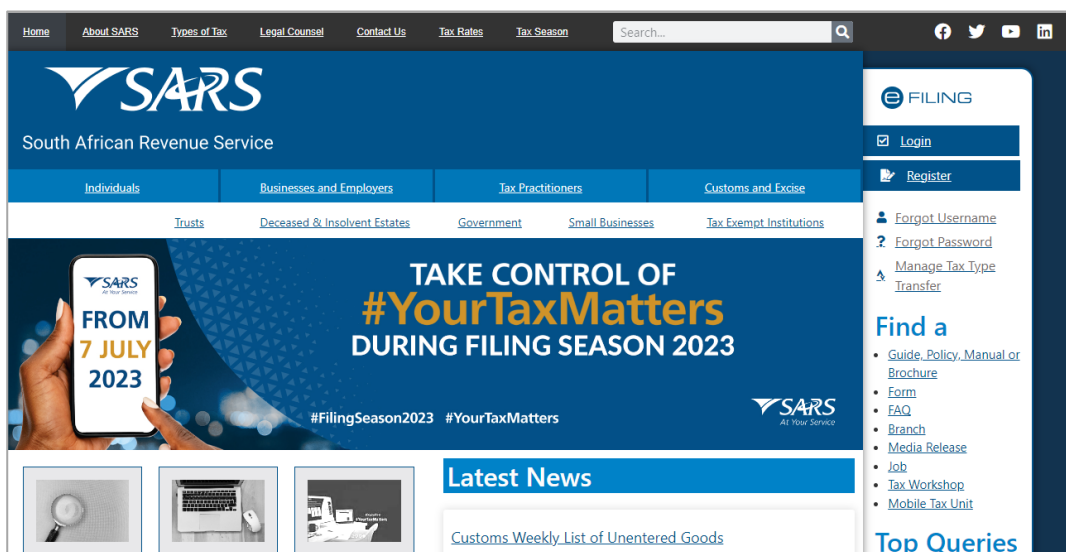 Home About SARS Types of Tax Legal Counsel Contact Us Tax Rates Tax Season Search...
SARS
South African Revenue Service
Individuals Businesses and Employers Tax Practitioners Customs and Excise
Trusts Deceased & Insolvent Estates Government Small Businesses Tax Exempt Institutions
SARS
At Your Service
FROM
7 JULY
2023
TAKE CONTROL OF
#YourTaxMatters
DURING FILING SEASON 2023
#FilingSeason2023 #YourTaxMatters
SARS
At Your Service
Latest News
Customs Weekly List of Unentered Goods
e FILING
Login
Register
Forgot Username
Forgot Password
Manage Tax Type
Transfer
Find a
Guide, Policy, Manual or
Brochure
Form
FAQ
Branch
Media Release
Job
Tax Workshop
Mobile Tax Unit
Top Queries